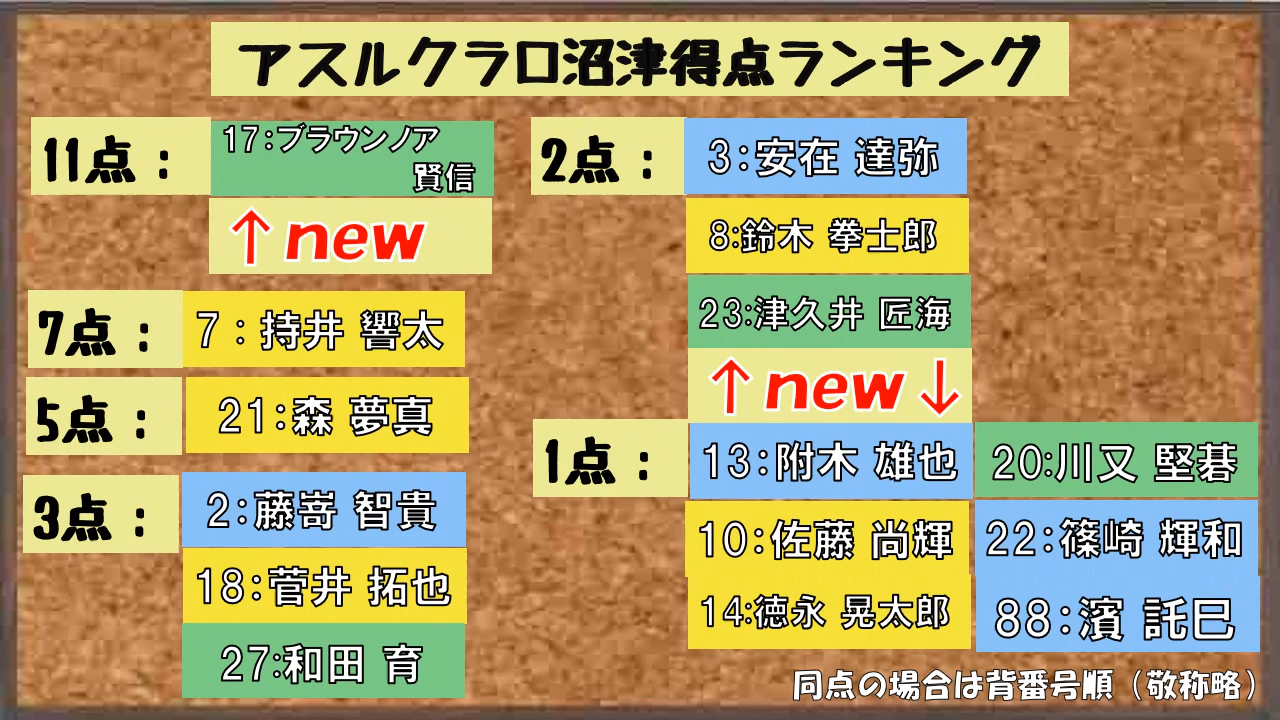 アスルクラロ沼津得点ランキング
11点：
17:ブラウンノア
賢信
↑new
7点：
7：持井 響太
5点：
21:森 夢真
3点：
2:藤嵜 智貴
18:菅井 拓也
27:和田 育
2点：
3:安在 達弥
8:鈴木 拳士郎
23:津久井 匠海
↑new↓
1点：
13:附木 雄也
20:川又 堅碁
10:佐藤 尚輝
22:篠崎 輝和
14:德永 晃太郎
88:濱 託巳
同点の場合は背番号順（敬称略）